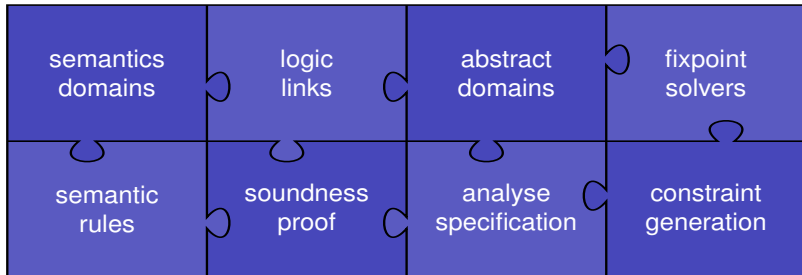 semantics
domains
logic
links
abstract
domains
fixpoint
solvers
semantic
rules
soundness
proof
analyse
specification
constraint
generation